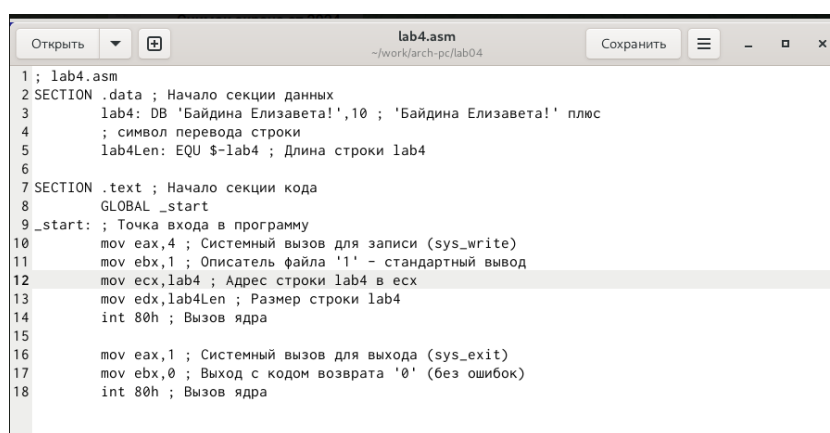 lab4.asm
Открыть
~/work/arch-pc/lab04
Сохранить
1 ; lab4.asm
2 SECTION .data ; Начало секции данных
3 lab4: DB 'Байдина Елизавета!',10 ; 'Байдина Елизавета!' плюс
4 ; символ перевода строки
5 lab4Len: EQU $-lab4 ; Длина строки lab4
6
7 SECTION .text ; Начало секции кода
8 GLOBAL _start
9 _start: ; Точка входа в программу
10 mov eax,4 ; Системный вызов для записи (sys_write)
11 mov ebx,1 ; Описатель файла '1' - стандартный вывод
12 mov ecx,lab4 ; Адрес строки lab4 в ecx
13 mov edx,lab4Len ; Размер строки lab4
14 int 80h ; Вызов ядра
15
16 mov eax,1 ; Системный вызов для выхода (sys_exit)
17 mov ebx,0 ; Выход с кодом возврата '0' (без ошибок)
18 int 80h ; Вызов ядра